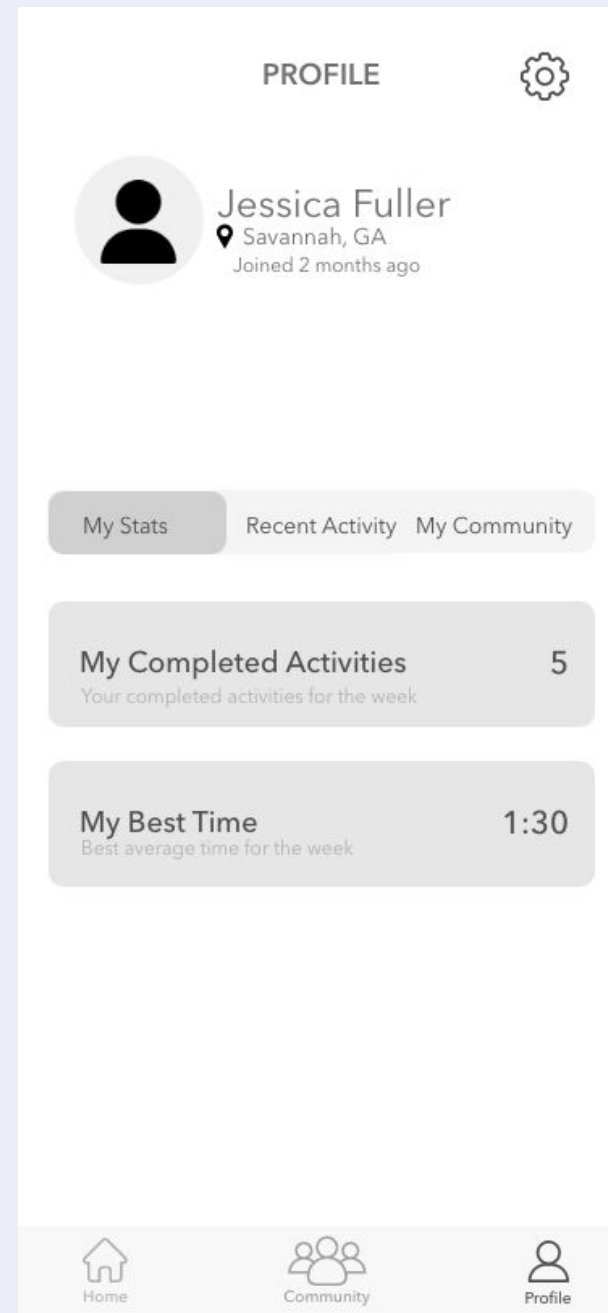 PROFILE
Jessica Fuller
Savannah, GA
Joined 2 months ago
My Stats Recent Activity My Community
My Completed Activities 5
Your completed activities for the week
My Best Time 1:30
Best average time for the week
Home Community Profile